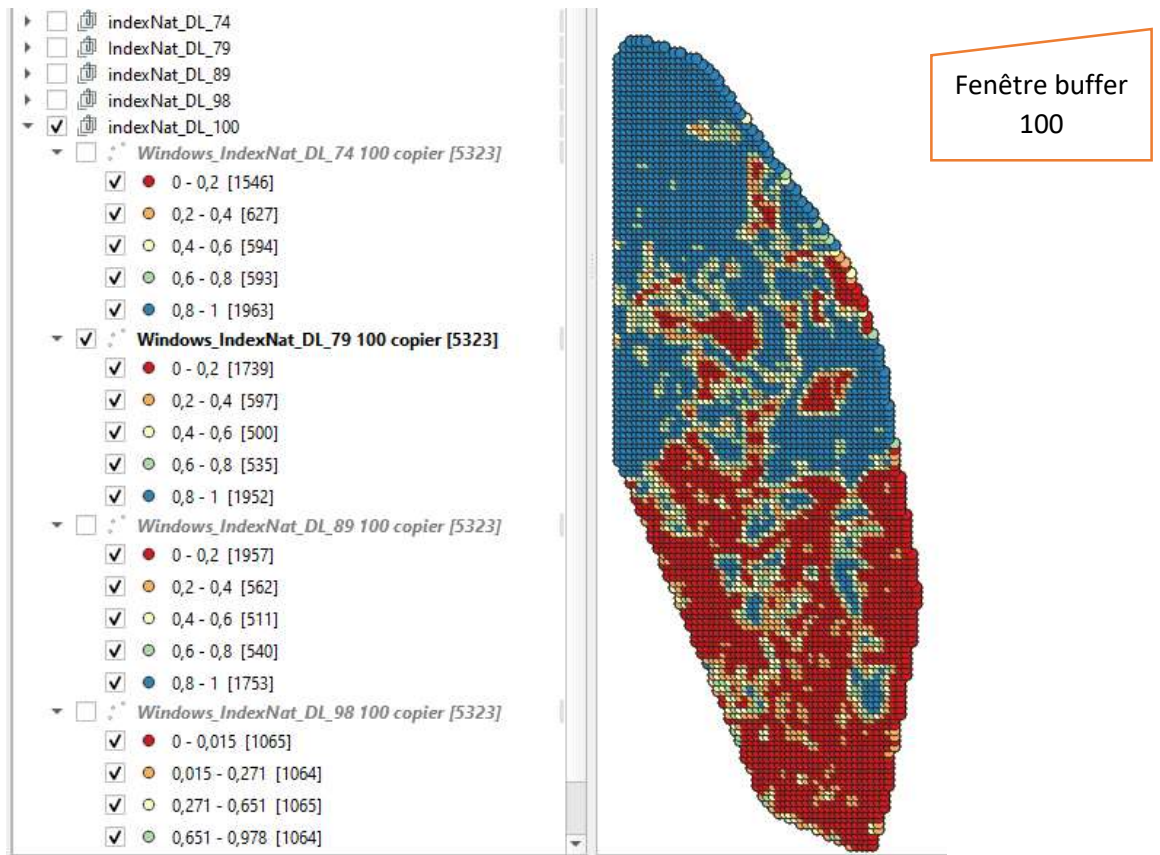 indexNat_DL_74
IndexNat_DL_79
indexNat_DL_89
indexNat_DL_98
indexNat_DL_100
Windows_IndexNat_DL_74 100 copier [5323]
0 - 0,2 [1546]
0,2 - 0,4 [627]
0,4 - 0,6 [594]
0,6 - 0,8 [593]
0,8 - 1 [1963]
Windows_IndexNat_DL_79 100 copier [5323]
0 - 0,2 [1739]
0,2 - 0,4 [597]
0,4 - 0,6 [500]
0,6 - 0,8 [535]
0,8 - 1 [1952]
Windows_IndexNat_DL_89 100 copier [5323]
0 - 0,2 [1957]
0,2 - 0,4 [562]
0,4 - 0,6 [511]
0,6 - 0,8 [540]
0,8 - 1 [1753]
Windows_IndexNat_DL_98 100 copier [5323]
0 - 0,015 [1065]
0,015 - 0,271 [1064]
0,271 - 0,651 [1065]
0,651 - 0,978 [1064]
Fenêtre buffer
100